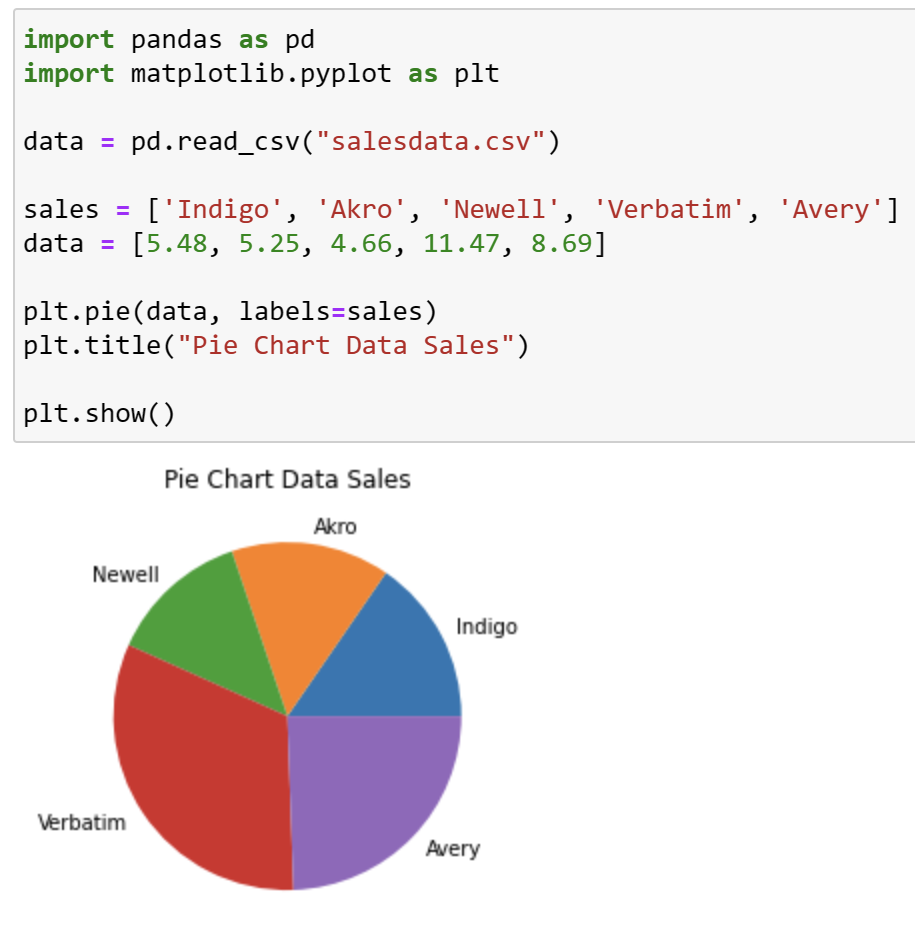 import pandas as pd
import matplotlib.pyplot as plt
data = pd.read_csv("salesdata.csv")
sales = ['Indigo', 'Akro', 'Newell', 'Verbatim', 'Avery']
data = [5.48, 5.25, 4.66, 11.47, 8.69]
plt.pie(data, labels=sales)
plt.title("Pie Chart Data Sales")
plt.show()
Pie Chart Data Sales
Akro
Newell
Indigo
Verbatim
Avery